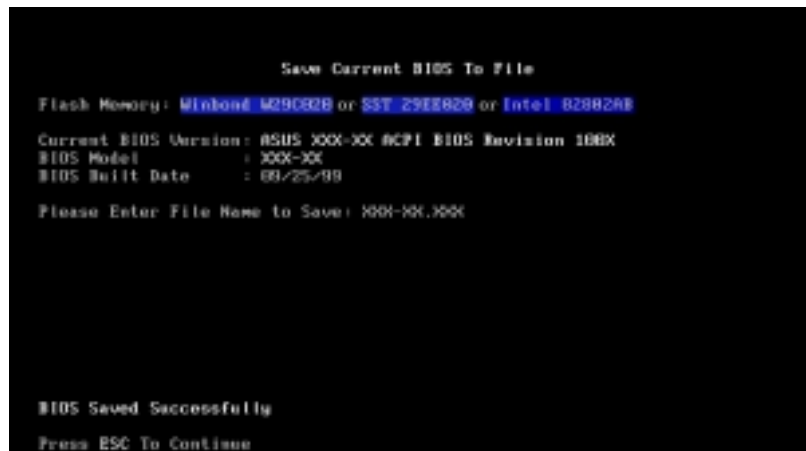 Save Current BIOS To File
Flash Memory: Winbond W29C020 or SST 29EE020 or Intel 82802AB
Current BIOS Version: ASUS XXX-XX ACPI BIOS Revision 100X
BIOS Model : XXX-XX
BIOS Built Date : 09/25/99
Please Enter File Name to Save: XXX-XX.XXX
BIOS Saved Successfully
Press ESC To Continue